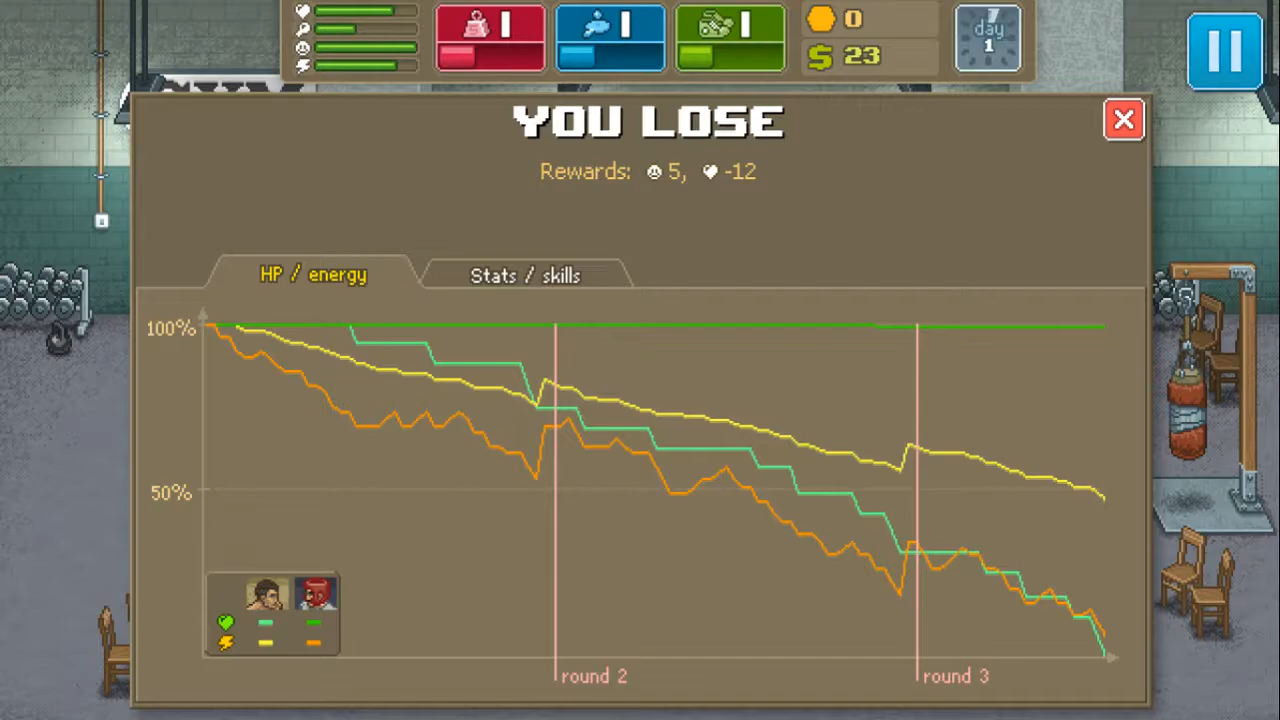 1 1 1 0
$ 23
day
1
YOU LOSE
Rewards: 5, -12
HP / energy
Stats / skills
100%
50%
round 2
round 3